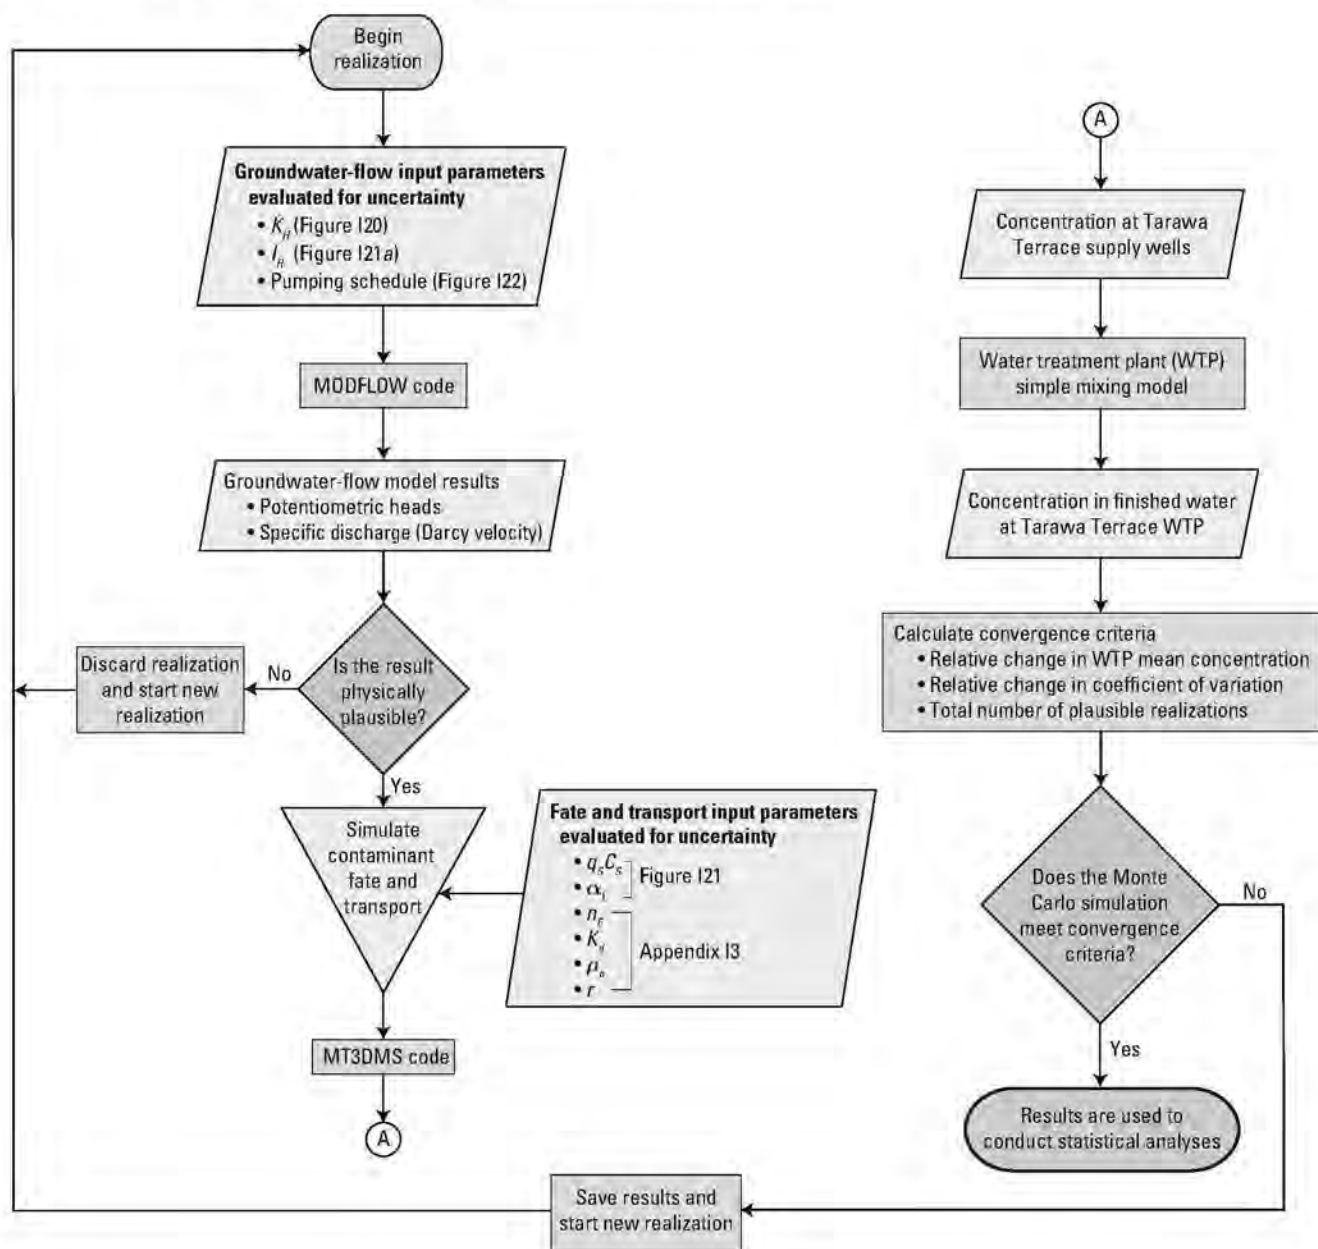 Begin
realization
Groundwater-flow input parameters
evaluated for uncertainty
• K_H (Figure I20)
• I_R (Figure I21a)
• Pumping schedule (Figure I22)
MODFLOW code
Groundwater-flow model results
• Potentiometric heads
• Specific discharge (Darcy velocity)
Is the result
physically
plausible?
No
Discard realization
and start new
realization
Yes
Simulate
contaminant
fate and
transport
Fate and transport input parameters
evaluated for uncertainty
• q_SC_S
• α_L
Figure I21
• n_E
• K_d
• ρ_b
• r
Appendix I3
MT3DMS code
A
A
Concentration at Tarawa
Terrace supply wells
Water treatment plant (WTP)
simple mixing model
Concentration in finished water
at Tarawa Terrace WTP
Calculate convergence criteria
• Relative change in WTP mean concentration
• Relative change in coefficient of variation
• Total number of plausible realizations
Does the Monte
Carlo simulation
meet convergence
criteria?
No
Yes
Results are used to
conduct statistical analyses
Save results and
start new realization